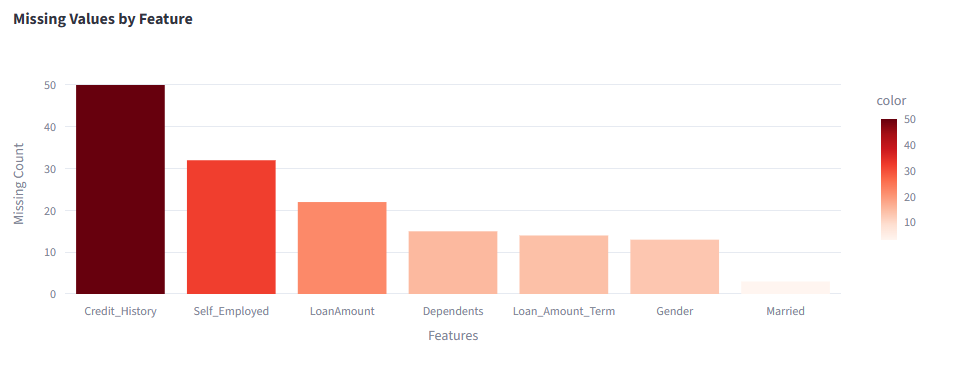 Missing Values by Feature
color
50
40
30
20
10
0
Missing Count
50
40
30
20
10
Credit_History
Self_Employed
LoanAmount
Dependents
Loan_Amount_Term
Gender
Married
Features